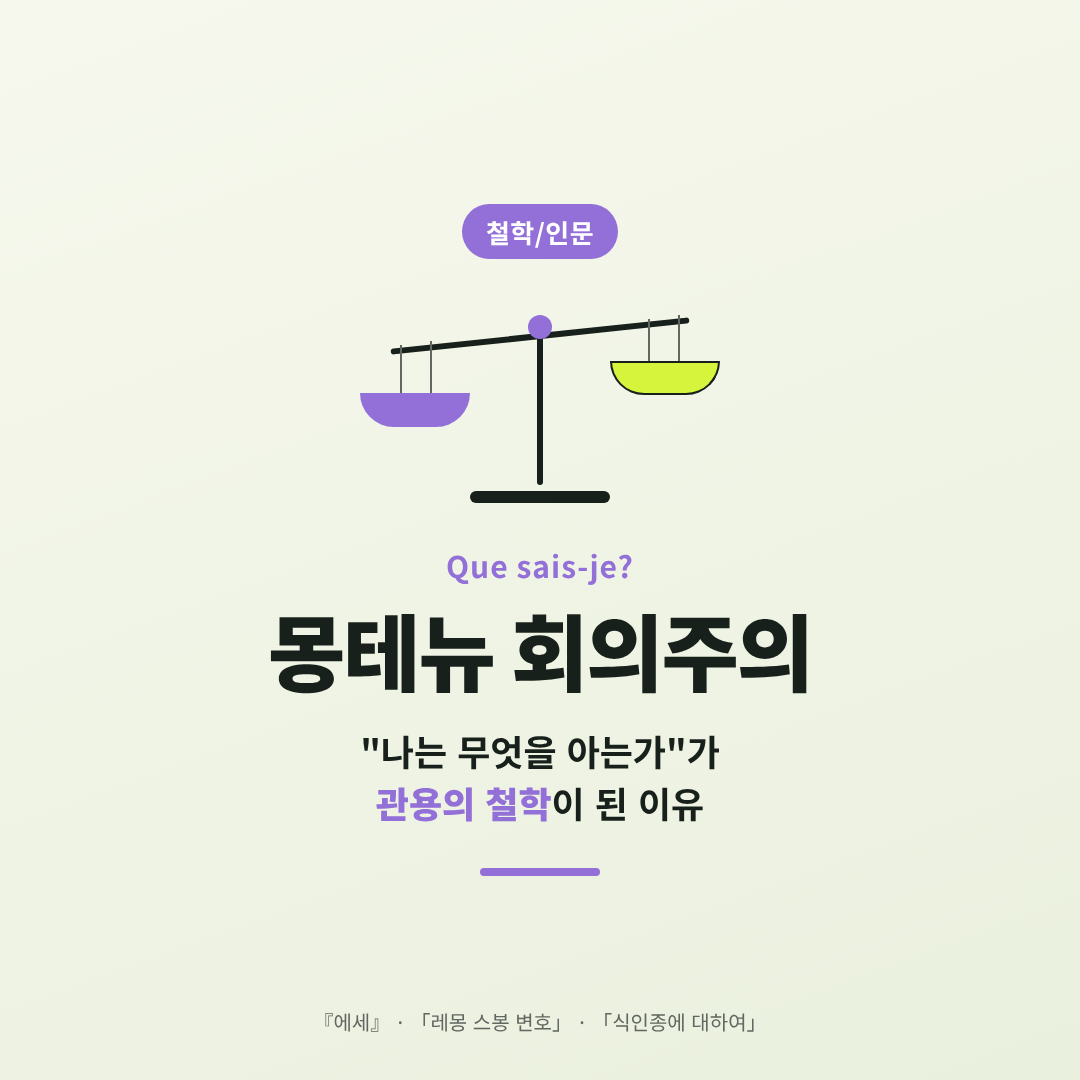 철학/인문
Que sais-je?
몽테뉴 회의주의
"나는 무엇을 아는가"가
관용의 철학이 된 이유
『에세』 · 「레몽 스봉 변호」 · 「식인종에 대하여」